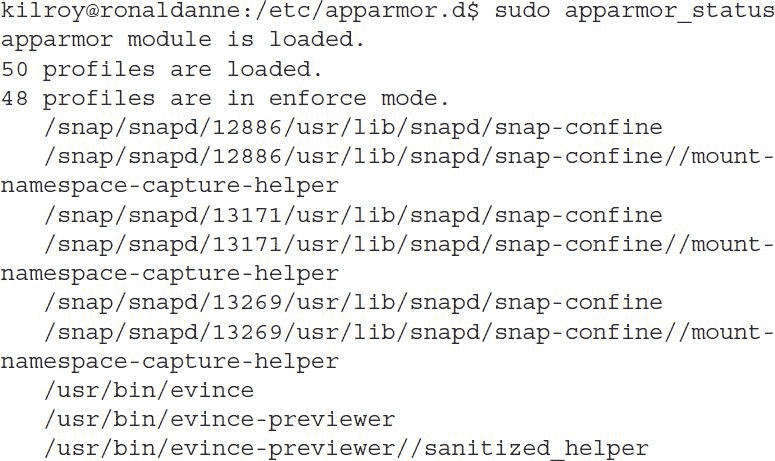 kilroy@ronaldanne:/etc/apparmor.d$ sudo apparmor_status
apparmor module is loaded.
50 profiles are loaded.
48 profiles are in enforce mode.
   /snap/snapd/12886/usr/lib/snapd/snap-confine
   /snap/snapd/12886/usr/lib/snapd/snap-confine//mount-
namespace-capture-helper
   /snap/snapd/13171/usr/lib/snapd/snap-confine
   /snap/snapd/13171/usr/lib/snapd/snap-confine//mount-
namespace-capture-helper
   /snap/snapd/13269/usr/lib/snapd/snap-confine
   /snap/snapd/13269/usr/lib/snapd/snap-confine//mount-
namespace-capture-helper
   /usr/bin/evince
   /usr/bin/evince-previewer
   /usr/bin/evince-previewer//sanitized_helper